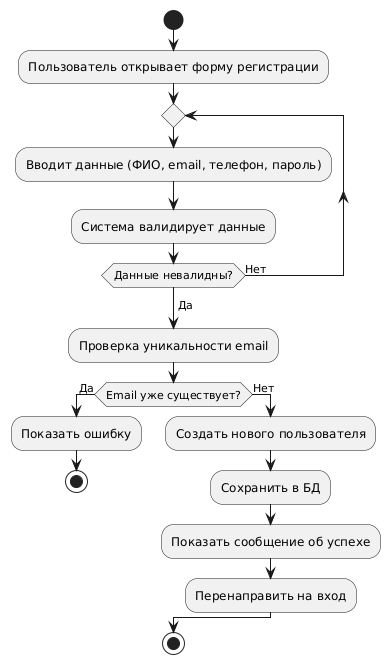 Пользователь открывает форму регистрации
Вводит данные (ФИО, email, телефон, пароль)
Система валидирует данные
Данные невалидны?
Нет
Да
Проверка уникальности email
Да
Email уже существует?
Нет
Показать ошибку
Создать нового пользователя
Сохранить в БД
Показать сообщение об успехе
Перенаправить на вход